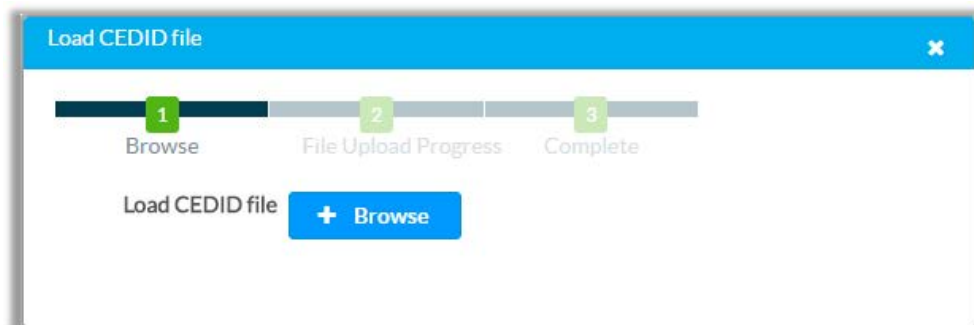 Load CEDID file
1 2 3
Browse File Upload Progress Complete
Load CEDID file + Browse